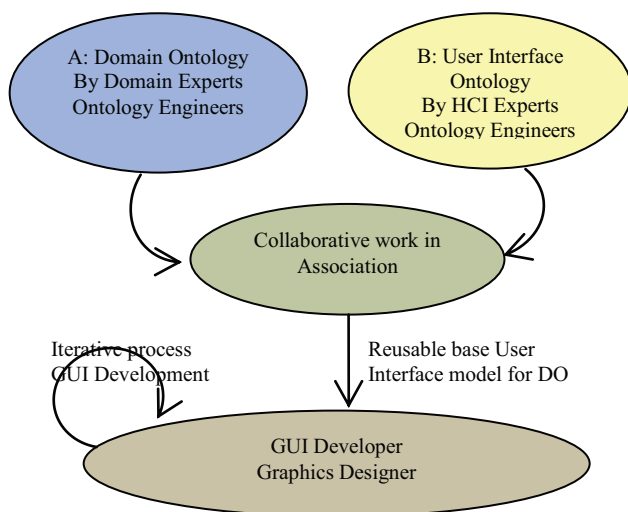 A: Domain Ontology
By Domain Experts
Ontology Engineers
B: User Interface
Ontology
By HCI Experts
Ontology Engineers
Collaborative work in
Association
Iterative process
GUI Development
Reusable base User
Interface model for DO
GUI Developer
Graphics Designer